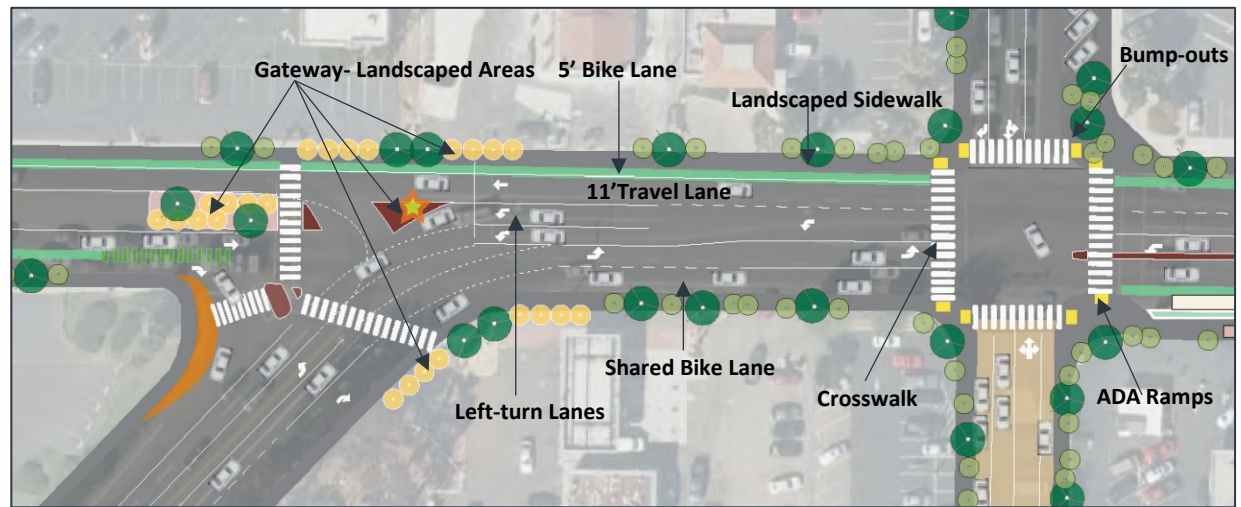 Bump-outs
Gateway- Landscaped Areas
5’ Bike Lane
Landscaped Sidewalk
11’Travel Lane
Shared Bike Lane
Left-turn Lanes
Crosswalk
ADA Ramps